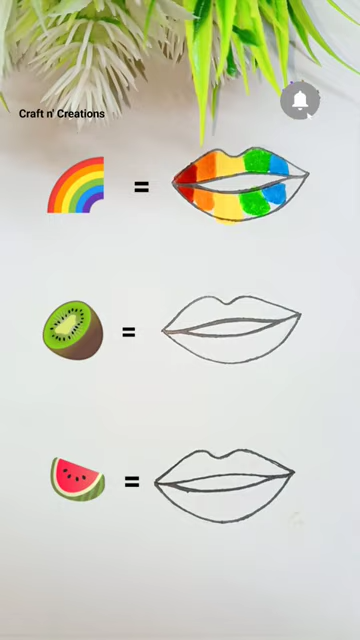 Craft n' Creations
=
=
=